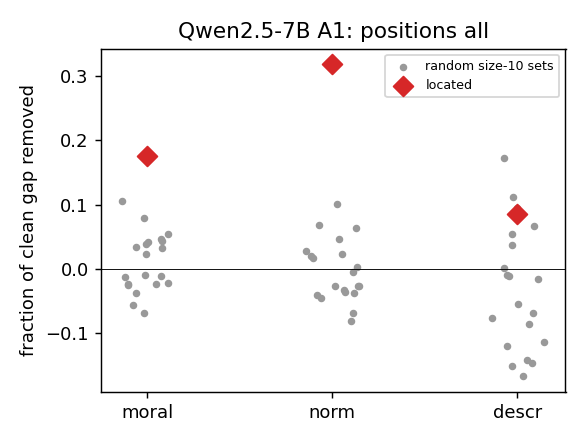 Qwen2.5-7B A1: positions all
fraction of clean gap removed
0.3
0.2
0.1
0.0
−0.1
random size-10 sets
located
moral
norm
descr